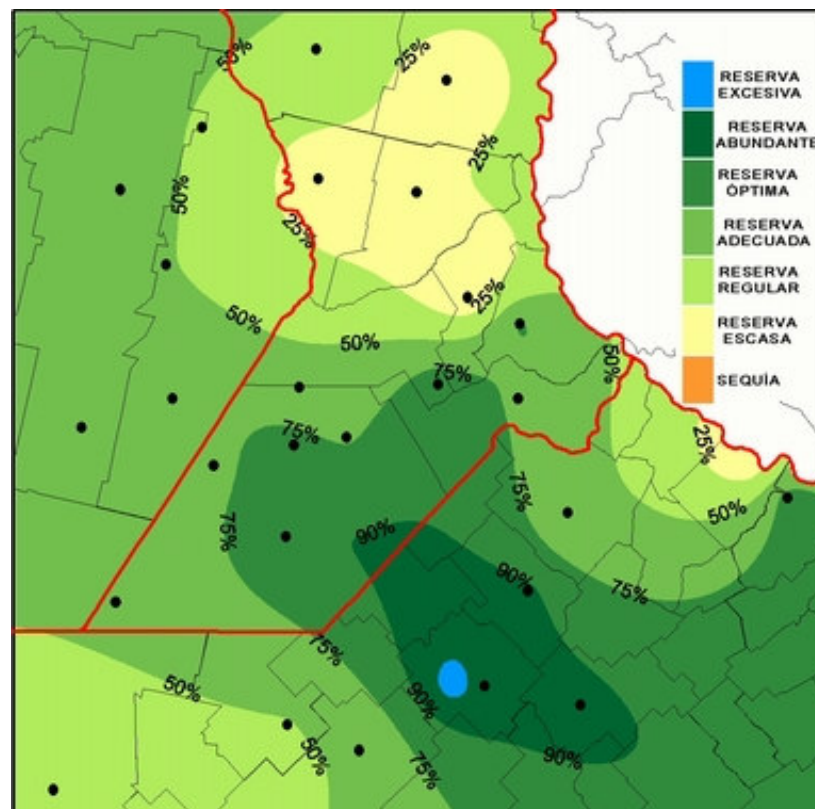 50%
25%
RESERVA
EXCESIVA
RESERVA
ABUNDANTE
25%
RESERVA
ÓPTIMA
50%
25%
RESERVA
ADECUADA
RESERVA
REGULAR
25%
50%
50%
RESERVA
ESCASA
75%
50%
SEQUÍA
75%
25%
75%
50%
75%
90%
90%
75%
75%
50%
90%
50%
90%
75%